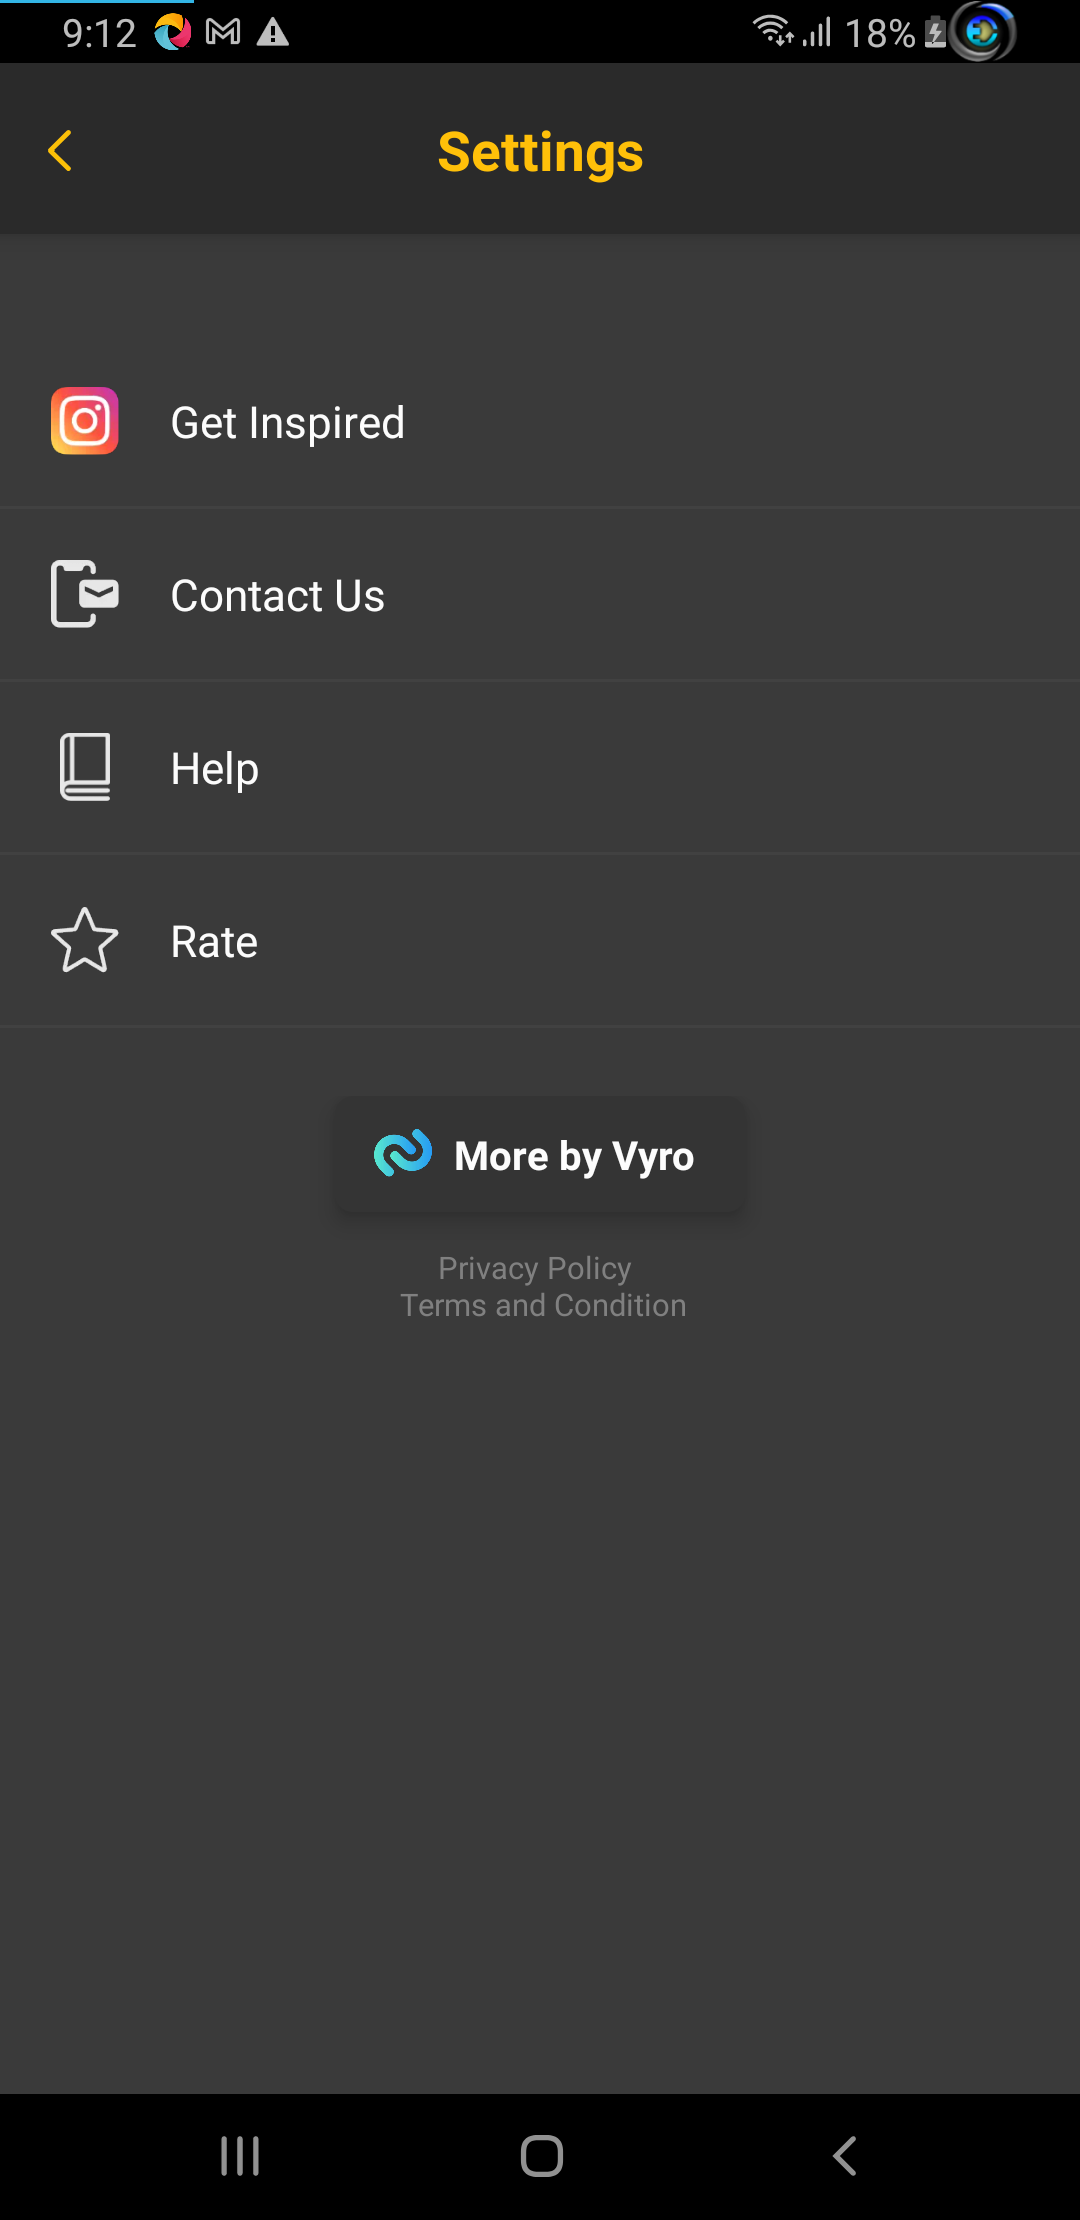 9:12 18%
Settings
Get Inspired
Contact Us
Help
Rate
More by Vyro
Privacy Policy
Terms and Condition